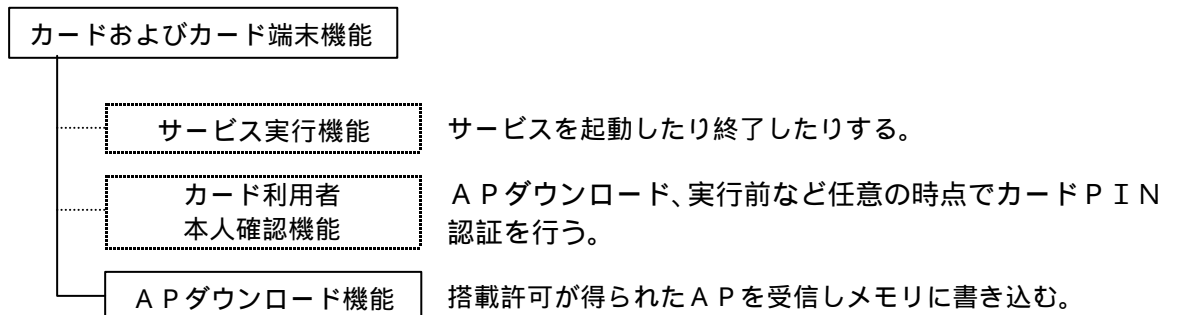 カードおよびカード端末機能
サービス実行機能
サービスを起動したり終了したりする。
カード利用者
本人確認機能
ＡＰダウンロード、実行前など任意の時点でカードＰＩＮ
認証を行う。
ＡＰダウンロード機能
搭載許可が得られたＡＰを受信しメモリに書き込む。